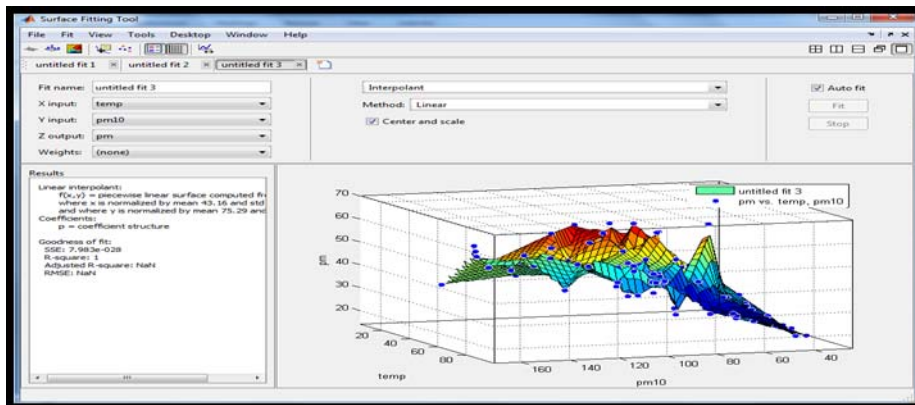 Surface Fitting Tool
File Fit View Tools Desktop Window Help
untitled fit 1 untitled fit 2 untitled fit 3
Fit name: untitled fit 3
X input: temp
Y input: pm10
Z output: pm
Weights: (none)
Interpolant
Method: Linear
Center and scale
Auto fit
Fit
Stop
Results
Linear interpolant:
f(x,y) = piecewise linear surface computed fr
where x is normalized by mean 43.16 and std
and where y is normalized by mean 75.29 and
Coefficients:
p = coefficient structure
Goodness of fit:
SSE: 7.983e-028
R-square: 1
Adjusted R-square: NaN
RMSE: NaN
untitled fit 3
pm vs. temp, pm10
70
60
50
40
30
20
pm
20
40
60
80
temp
160 140 120 100 80 60 40
pm10